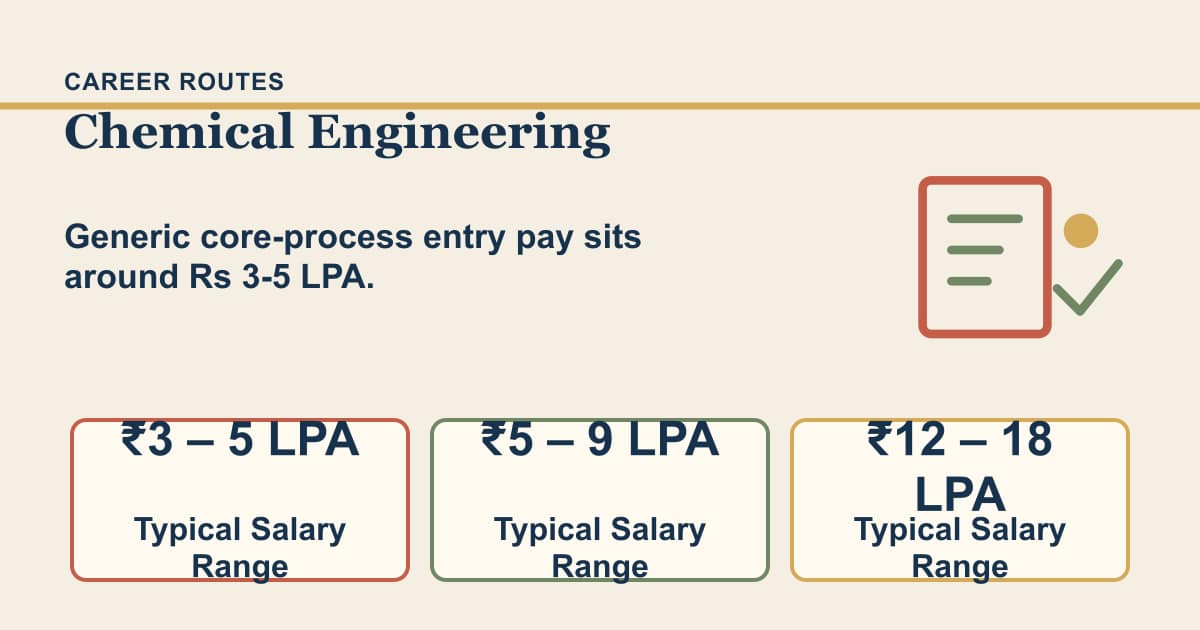 CAREER ROUTES
Chemical Engineering
Generic core-process entry pay sits
around Rs 3-5 LPA.
₹3 – 5 LPA
Typical Salary
Range
₹5 – 9 LPA
Typical Salary
Range
₹12 – 18
LPA
Typical Salary
Range